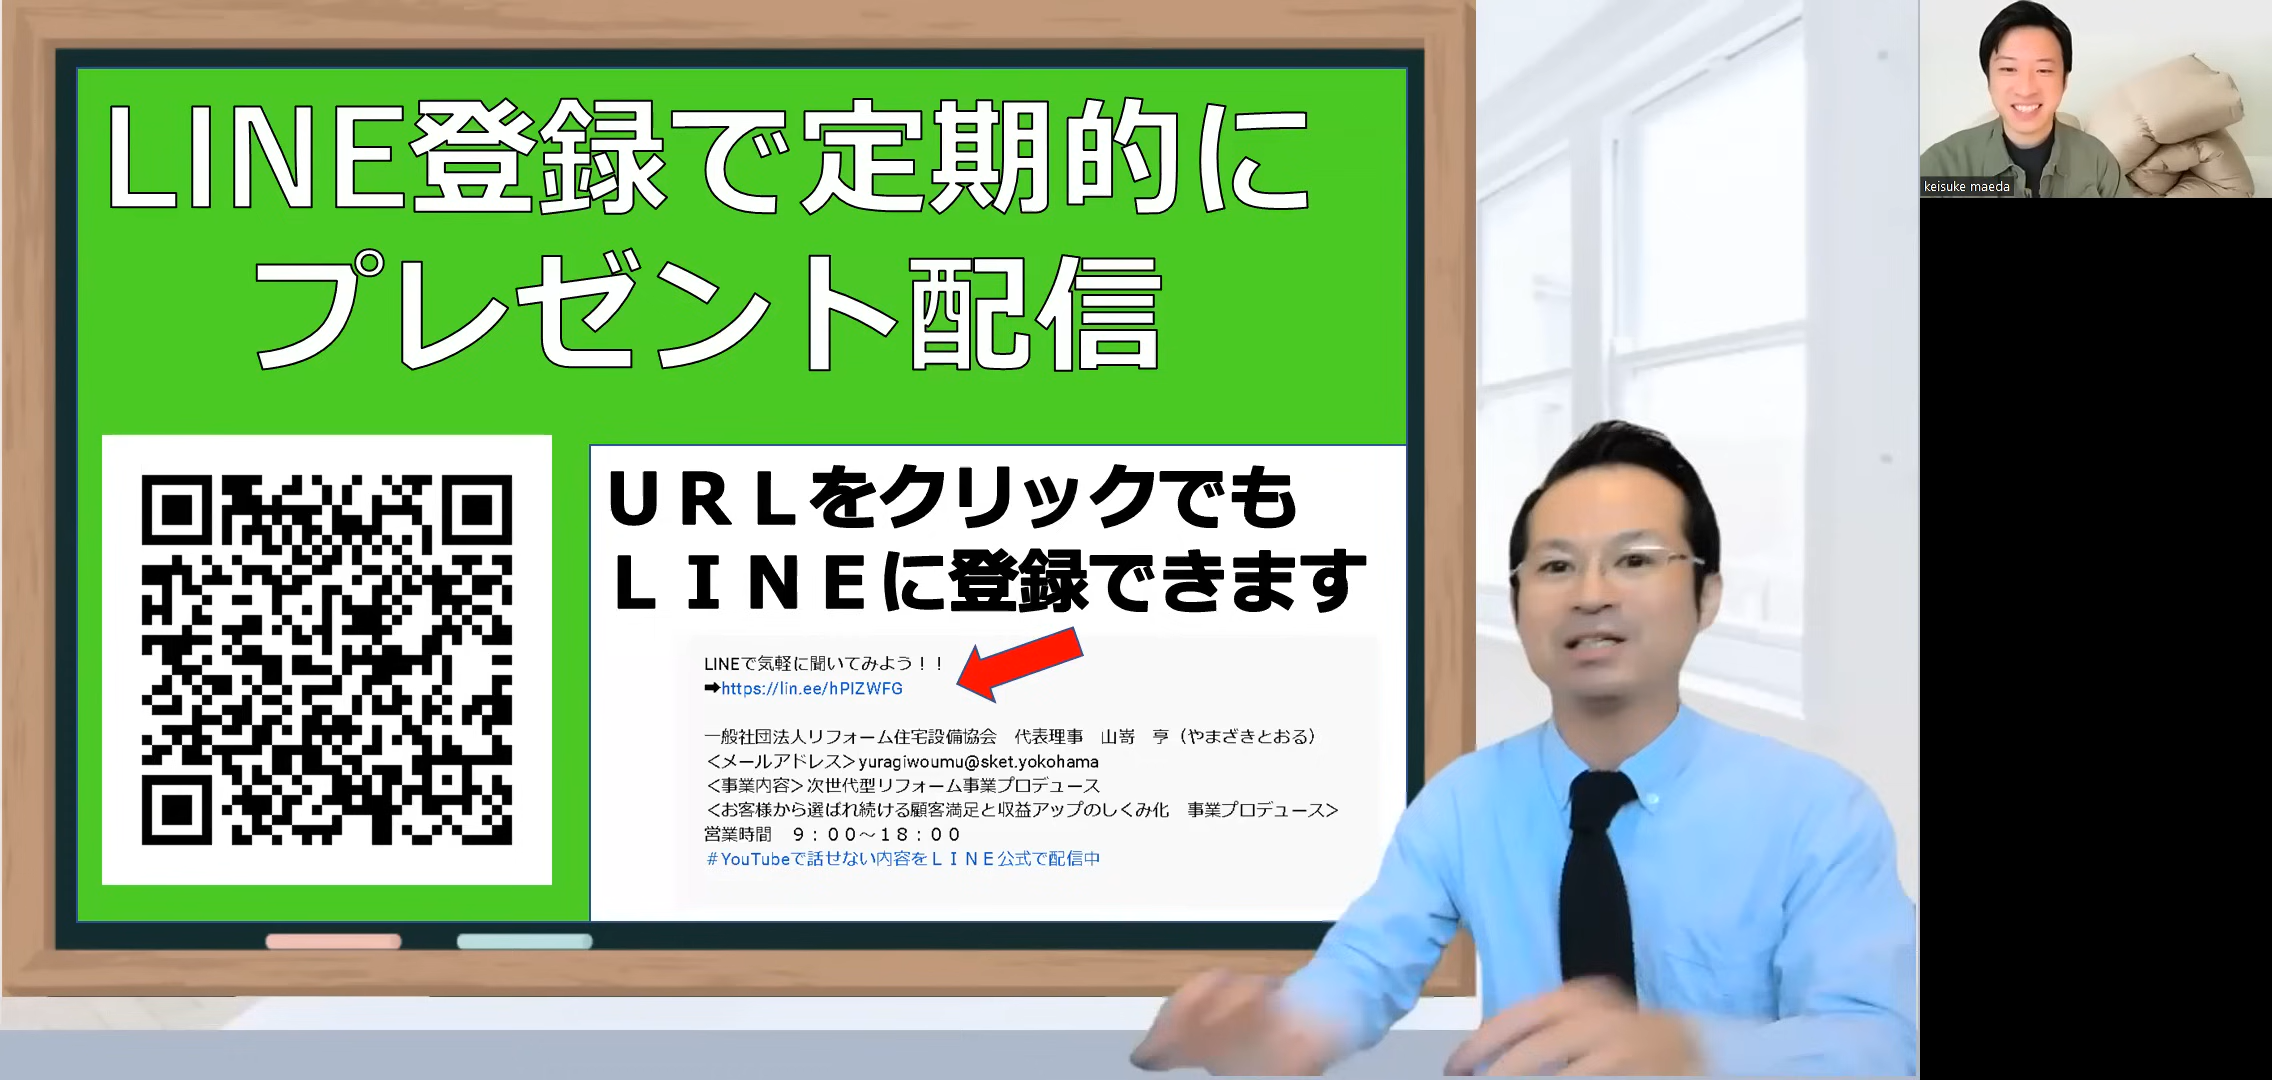 LINE登録で定期的に
プレゼント配信
ＵＲＬをクリックでも
ＬＩＮＥに登録できます
LINEで気軽に聞いてみよう！！
➡https://lin.ee/hPIZWFG
一般社団法人リフォーム住宅設備協会　代表理事　山嵜　亨（やまざきとおる）
＜メールアドレス＞yuragiwoumu@sket.yokohama
＜事業内容＞次世代型リフォーム事業プロデュース
＜お客様から選ばれ続ける顧客満足と収益アップのしくみ化　事業プロデュース＞
営業時間　９：００～１８：００
＃YouTubeで話せない内容をＬＩＮＥ公式で配信中
keisuke maeda